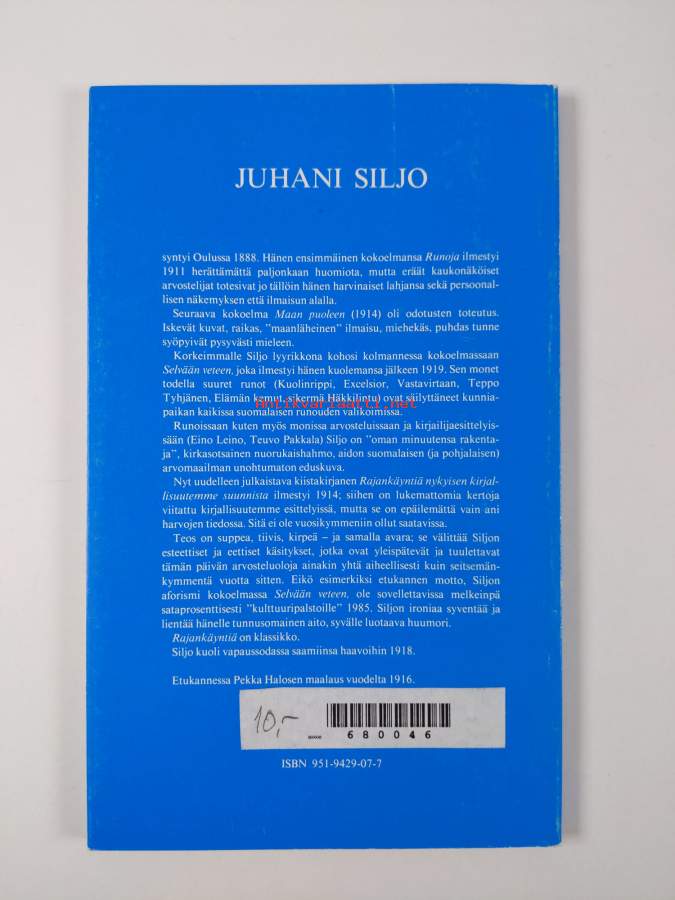 JUHANI SILJO
syntyi Oulussa 1888. Hänen ensimmäinen kokoelmansa Runoja ilmestyi
1911 herättämättä paljonkaan huomiota, mutta eräät kaukonäköiset
arvostelijat totesivat jo tällöin hänen harvinaiset lahjansa sekä persoonal-
lisen näkemyksen että ilmaisun alalla.
Seuraava kokoelma Maan puoleen (1914) oli odotusten toteutus.
Iskevät kuvat, raikas, "maanläheinen" ilmaisu, miehekäs, puhdas tunne
syöpyivät pysyvästi mieleen.
Korkeimmalle Siljo lyyrikkona kohosi kolmannessa kokoelmassaan
Selvään veteen, joka ilmestyi hänen kuolemansa jälkeen 1919. Sen monet
todella suuret runot (Kuolinrippi, Excelsior, Vastavirtaan, Teppo
Tyhjänen, Elämän kemut, sikermä Häkkilintu) ovat säilyttäneet kunnia-
paikan kaikissa suomalaisen runouden valikoimissa.
Antikvariaatti.net
Runoissaan kuten myös monissa arvosteluissaan ja kirjailijaesittelyis-
sään (Eino Leino, Teuvo Pakkala) Siljo on "oman minuutensa rakenta-
ja", kirkasotsainen nuorukaishahmo, aidon suomalaisen (ja pohjalaisen)
arvomaailman unohtumaton eduskuva.
Nyt uudelleen julkaistava kiistakirjanen Rajankäyntiä nykyisen kirjal-
lisuutemme suunnista ilmestyi 1914; siihen on lukemattomia kertoja
viitattu kirjallisuutemme esittelyissä, mutta se on epäilemättä vain ani
harvojen tiedossa. Sitä ei ole vuosikymmeniin ollut saatavissa.
Teos on suppea, tiivis, kirpeä – ja samalla avara; se välittää Siljon
esteettiset ja eettiset käsitykset, jotka ovat yleispätevät ja tuulettavat
tämän päivän arvosteluoloja ainakin yhtä aiheellisesti kuin seitsemän-
kymmentä vuotta sitten. Eikö esimerkiksi etukannen motto, Siljon
aforismi kokoelmassa Selvään veteen, ole sovellettavissa melkeinpä
sataprosenttisesti "kulttuuripalstoille" 1985. Siljon ironiaa syventää ja
lientää hänelle tunnusomainen aito, syvälle luotaava huumori.
Rajankäyntiä on klassikko.
Siljo kuoli vapaussodassa saamiinsa haavoihin 1918.
Etukannessa Pekka Halosen maalaus vuodelta 1916.
10,-
680046
ISBN 951-9429-07-7